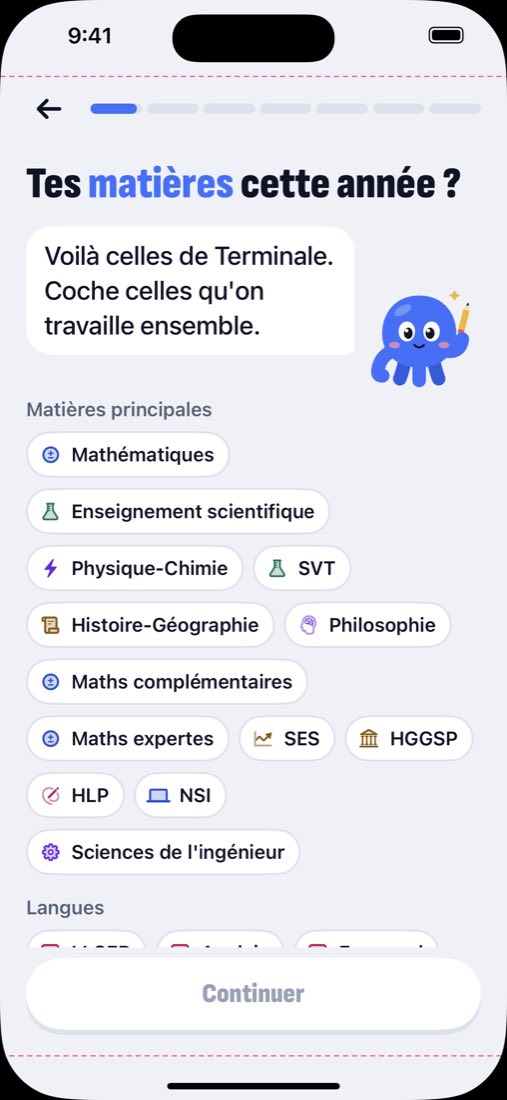 9:41
Tes matières cette année ?
Voilà celles de Terminale.
Coche celles qu'on
travaille ensemble.
Matières principales
Mathématiques
Enseignement scientifique
Physique-Chimie
SVT
Histoire-Géographie
Philosophie
Maths complémentaires
Maths expertes
SES
HGGSP
HLP
NSI
Sciences de l'ingénieur
Langues
Continuer